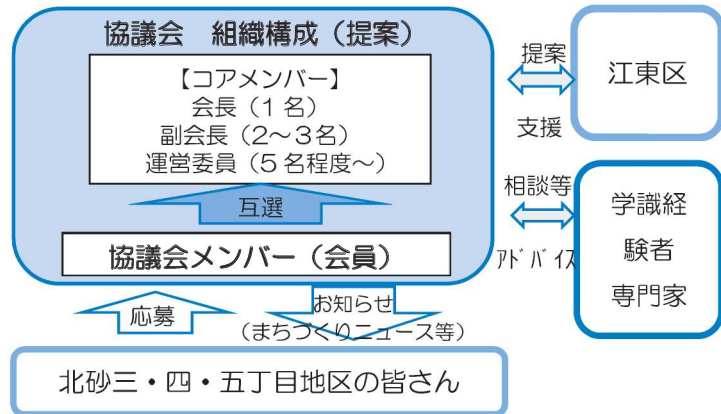 協議会　組織構成（提案）
【コアメンバー】
会長（１名）
副会長（２～３名）
運営委員（５名程度～）
互選
協議会メンバー（会員）
提案
支援
江東区
相談等
ｱﾄﾞﾊﾞｲｽ
学識経
験者
専門家
応募
お知らせ
（まちづくりニュース等）
北砂三・四・五丁目地区の皆さん